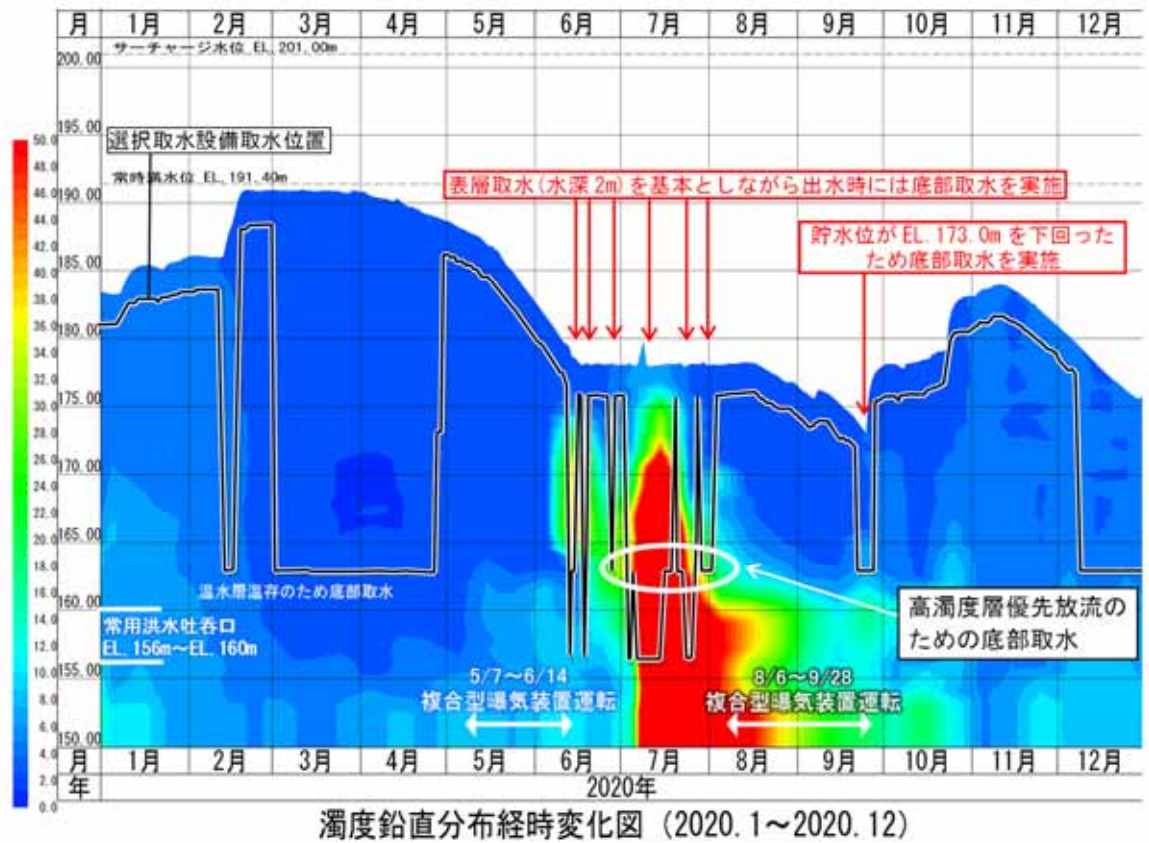 月 1月 2月 3月 4月 5月 6月 7月 8月 9月 10月 11月 12月
サーチャージ水位 EL.201.00m
200.00
195.00
190.00
185.00
180.00
175.00
170.00
165.00
160.00
155.00
150.00
50.0
48.0
46.0
44.0
42.0
40.0
38.0
36.0
34.0
32.0
30.0
28.0
26.0
24.0
22.0
20.0
18.0
16.0
14.0
12.0
10.0
8.0
6.0
4.0
2.0
0.0
選択取水設備取水位置
常時満水位 EL.191.40m
表層取水(水深2m)を基本としながら出水時には底部取水を実施
貯水位がEL.173.0mを下回った
ため底部取水を実施
温水層温存のため底部取水
常用洪水吐呑口
EL.156m～EL.160m
高濁度層優先放流の
ための底部取水
5/7～6/14
複合型曝気装置運転
8/6～9/28
複合型曝気装置運転
月 1月 2月 3月 4月 5月 6月 7月 8月 9月 10月 11月 12月
年 2020年
濁度鉛直分布経時変化図 (2020.1～2020.12)